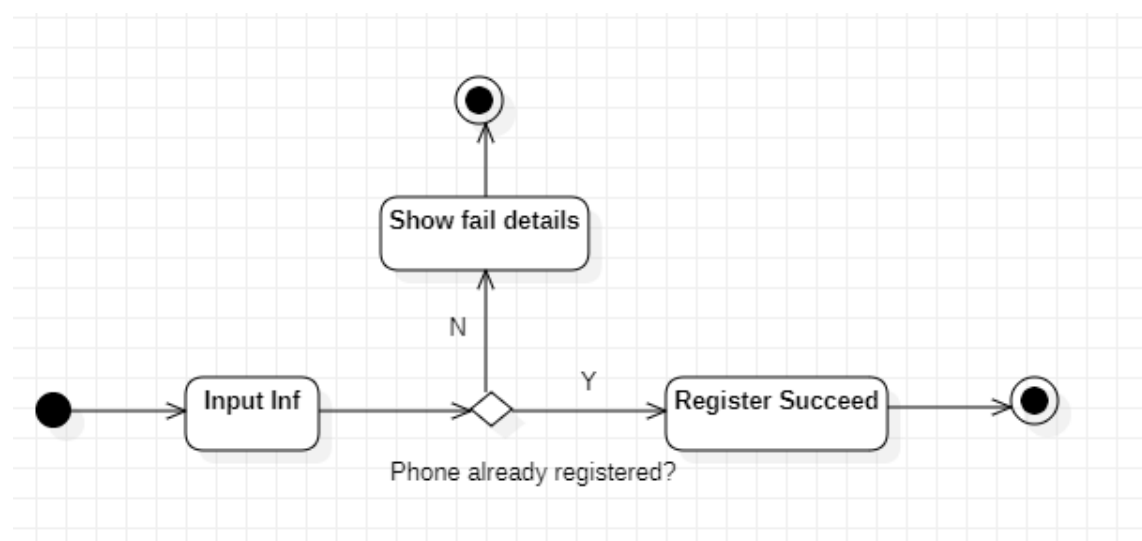 Show fail details
N
Y
Input Inf
Register Succeed
Phone already registered?